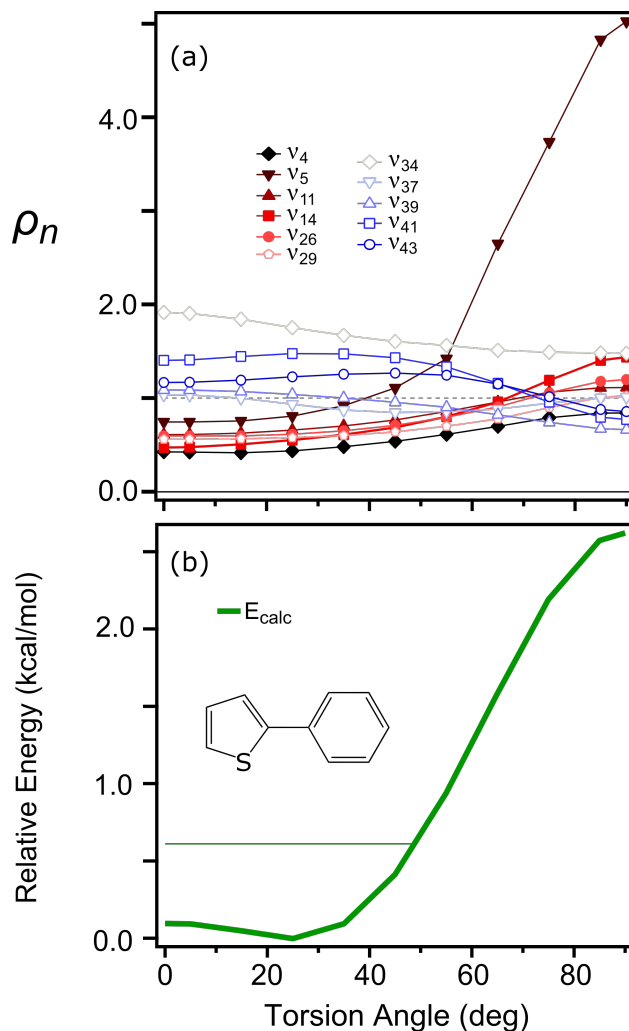 (a)
4.0
2.0
0.0
ρn
ν4
ν5
ν11
ν14
ν26
ν29
ν34
ν37
ν39
ν41
ν43
(b)
Ecalc
S
2.0
1.0
0.0
Relative Energy (kcal/mol)
0
20
40
60
80
Torsion Angle (deg)